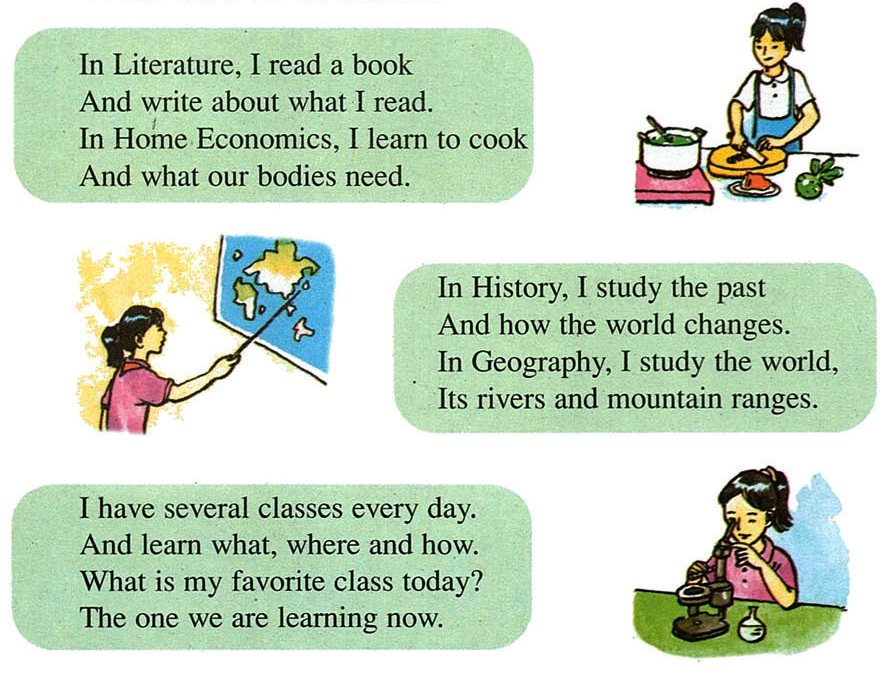 In Literature, I read a book
And write about what I read.
In Home Economics, I learn to cook
And what our bodies need.
In History, I study the past
And how the world changes.
In Geography, I study the world,
Its rivers and mountain ranges.
I have several classes every day.
And learn what, where and how.
What is my favorite class today?
The one we are learning now.